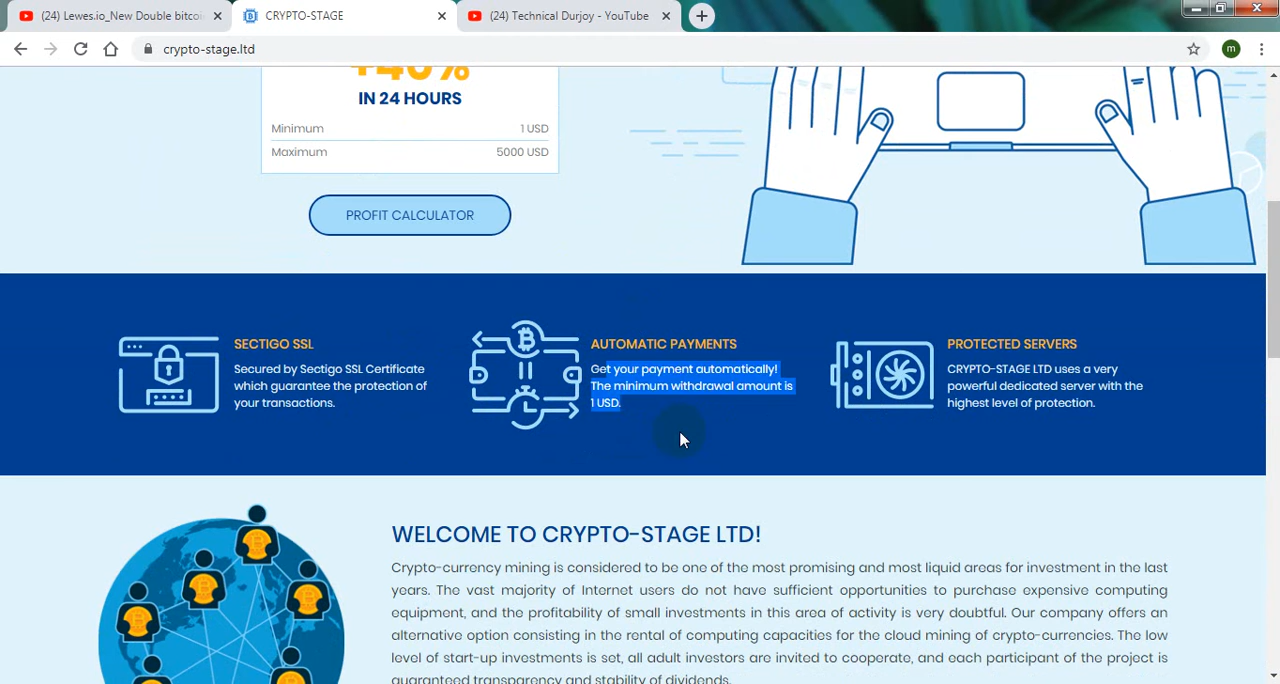 (24) Lewes.io_New Double bitcoi
CRYPTO-STAGE
(24) Technical Durjoy - YouTube
crypto-stage.ltd
m
+40%
IN 24 HOURS
Minimum 1 USD
Maximum 5000 USD
PROFIT CALCULATOR
SECTIGO SSL
Secured by Sectigo SSL Certificate
which guarantee the protection of
your transactions.
AUTOMATIC PAYMENTS
Get your payment automatically!
The minimum withdrawal amount is
1 USD.
PROTECTED SERVERS
CRYPTO-STAGE LTD uses a very
powerful dedicated server with the
highest level of protection.
WELCOME TO CRYPTO-STAGE LTD!
Crypto-currency mining is considered to be one of the most promising and most liquid areas for investment in the last
years. The vast majority of Internet users do not have sufficient opportunities to purchase expensive computing
equipment, and the profitability of small investments in this area of activity is very doubtful. Our company offers an
alternative option consisting in the rental of computing capacities for the cloud mining of crypto-currencies. The low
level of start-up investments is set, all adult investors are invited to cooperate, and each participant of the project is
guaranteed transparency and stability of dividends.